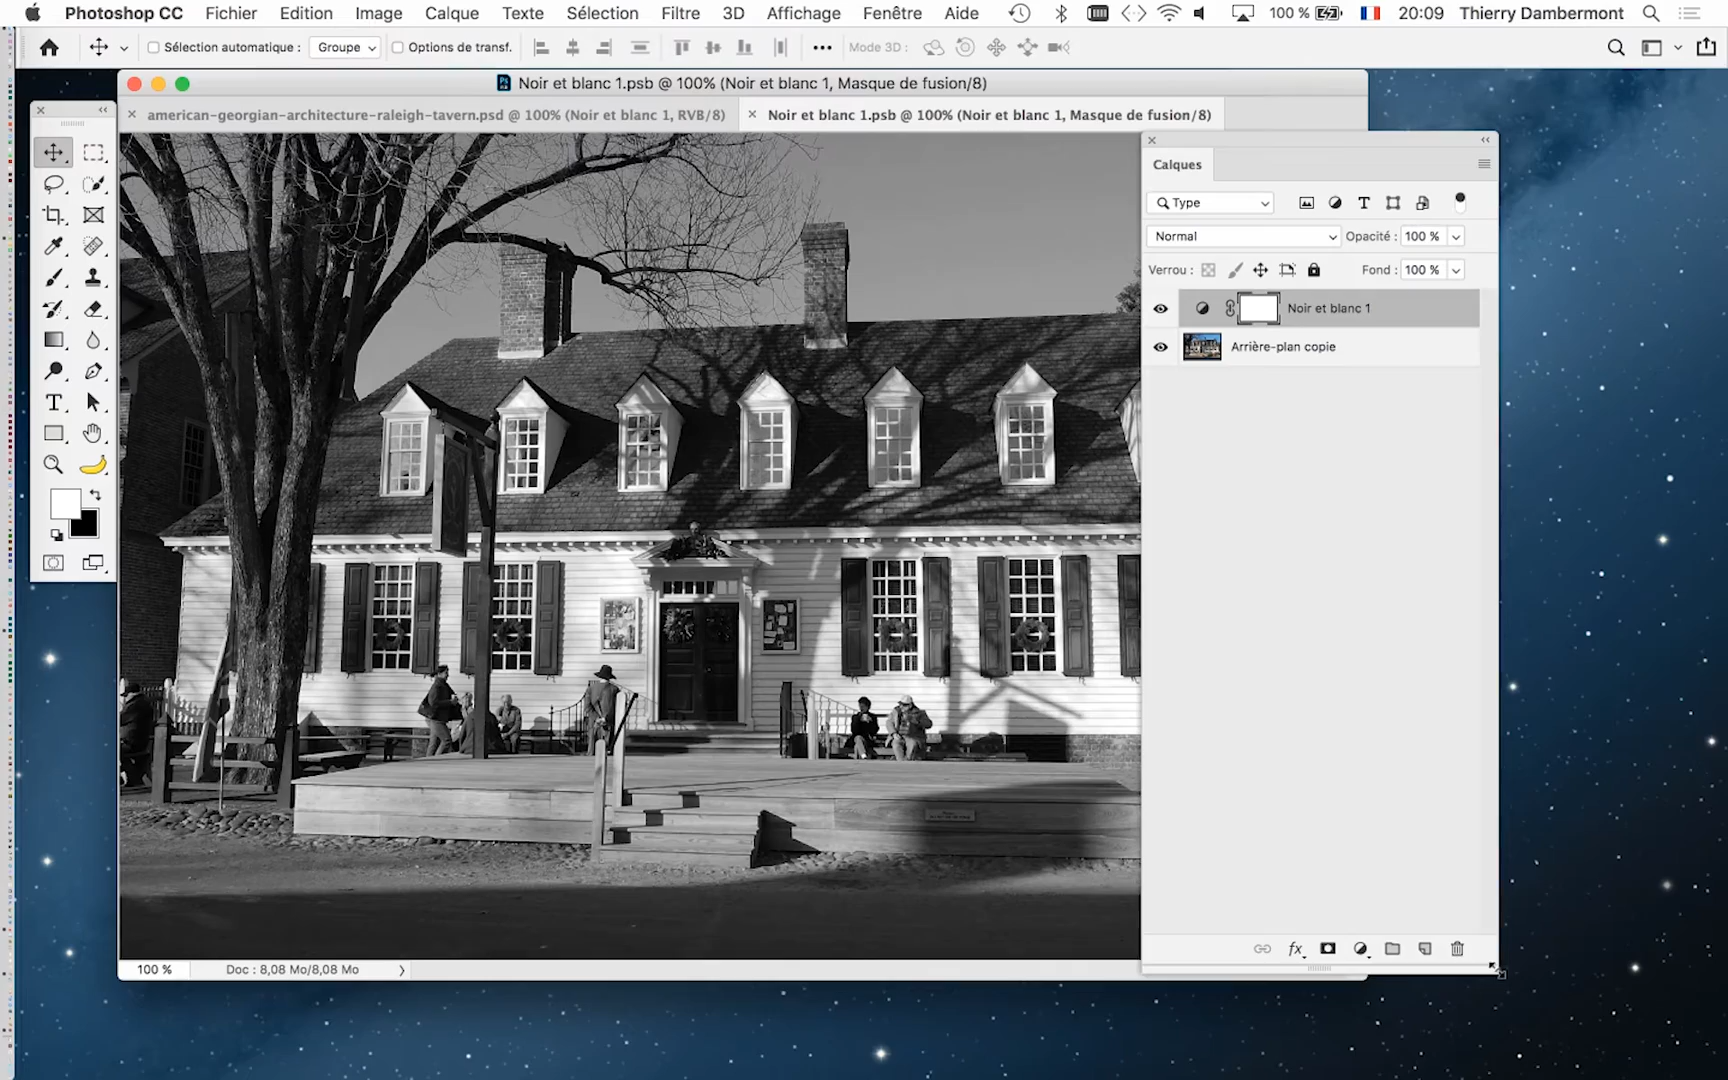 Photoshop CC Fichier Edition Image Calque Texte Sélection Filtre 3D Affichage Fenêtre Aide 100 % 20:09 Thierry Dambermont
Sélection automatique : Groupe Options de transf. Mode 3D :
Noir et blanc 1.psb @ 100% (Noir et blanc 1, Masque de fusion/8)
american-georgian-architecture-raleigh-tavern.psd @ 100% (Noir et blanc 1, RVB/8) Noir et blanc 1.psb @ 100% (Noir et blanc 1, Masque de fusion/8)
Calques
Type
Normal Opacité : 100 %
Verrou : Fond : 100 %
Noir et blanc 1
Arrière-plan copie
fx
100 % Doc : 8,08 Mo/8,08 Mo